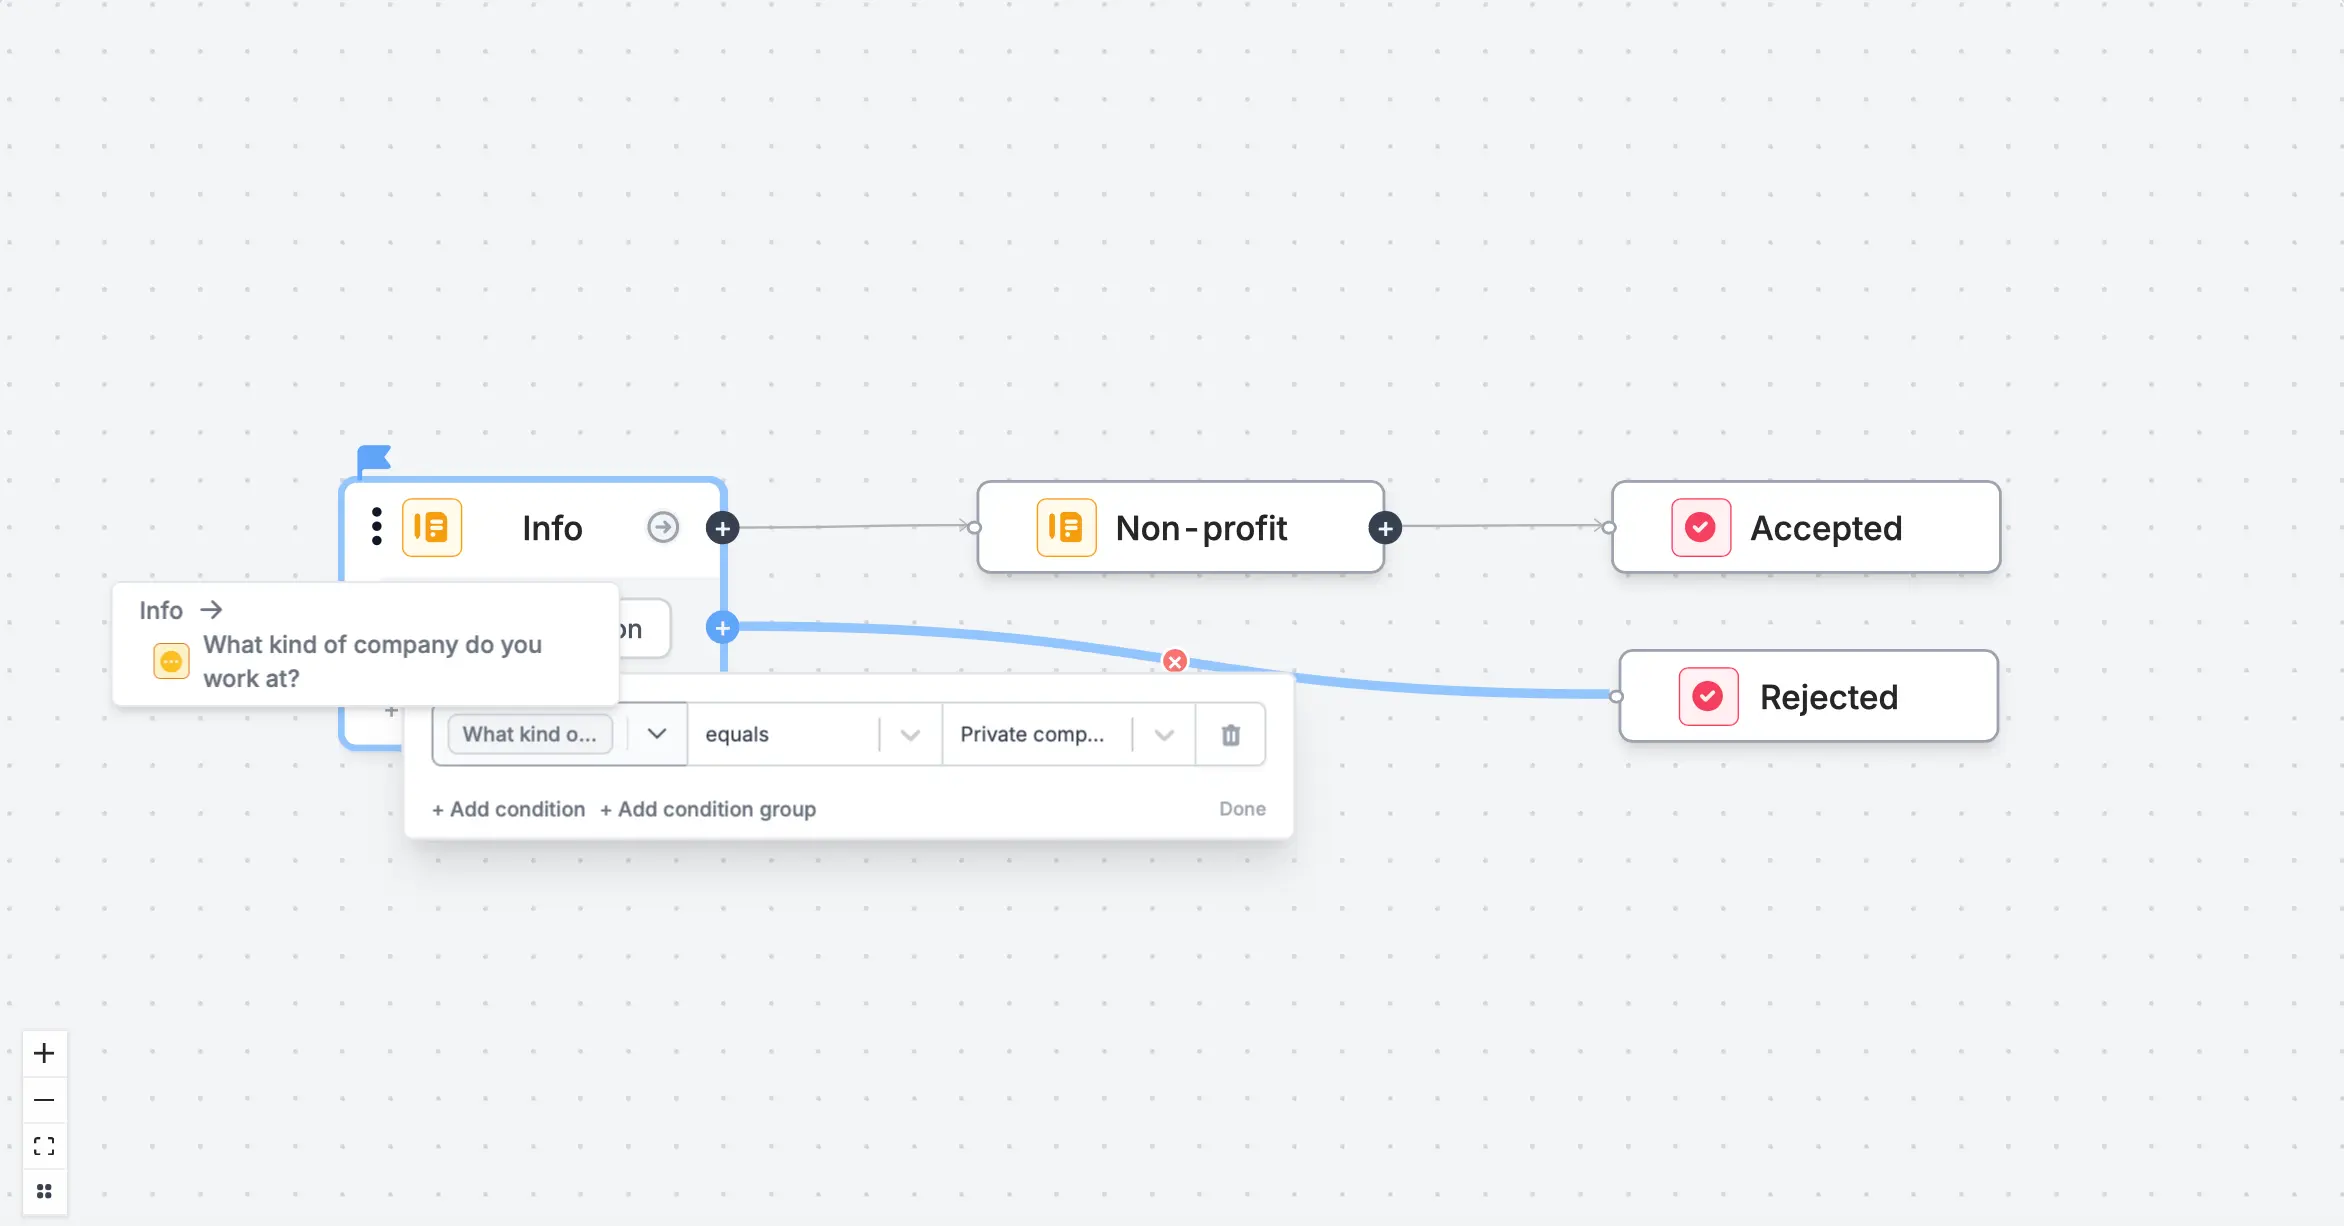 Info
Non-profit
Accepted
Info →
What kind of company do you
work at?
Rejected
+
What kind o...
equals
Private comp...
+ Add condition
+ Add condition group
Done